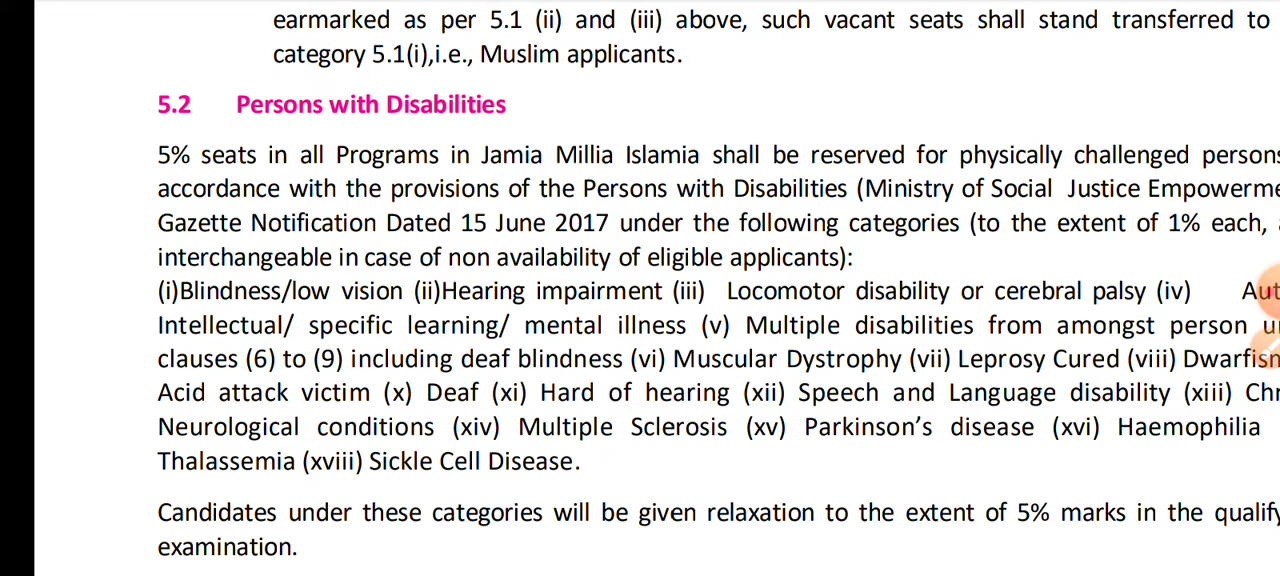 earmarked as per 5.1 (ii) and (iii) above, such vacant seats shall stand transferred to
category 5.1(i),i.e., Muslim applicants.
5.2 Persons with Disabilities
5% seats in all Programs in Jamia Millia Islamia shall be reserved for physically challenged
accordance with the provisions of the Persons with Disabilities (Ministry of Social Justice
Gazette Notification Dated 15 June 2017 under the following categories (to the extent of 1% each,
interchangeable in case of non availability of eligible applicants):
(i)Blindness/low vision (ii)Hearing impairment (iii) Locomotor disability or cerebral palsy (iv)
Intellectual/ specific learning/ mental illness (v) Multiple disabilities from amongst person
clauses (6) to (9) including deaf blindness (vi) Muscular Dystrophy (vii) Leprosy Cured (viii)
Acid attack victim (x) Deaf (xi) Hard of hearing (xii) Speech and Language disability (xiii)
Neurological conditions (xiv) Multiple Sclerosis (xv) Parkinson’s disease (xvi) Haemophilia
Thalassemia (xviii) Sickle Cell Disease.
Candidates under these categories will be given relaxation to the extent of 5% marks in the
examination.